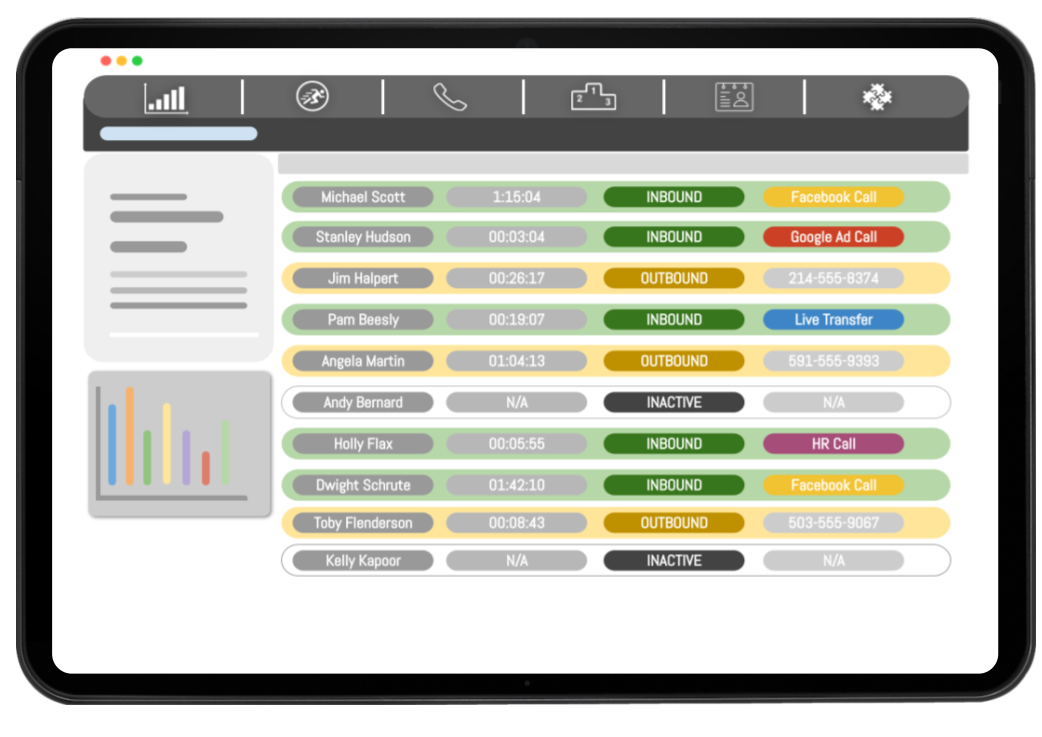 2 1 3
Michael Scott 1:15:04 INBOUND Facebook Call
Stanley Hudson 00:03:04 INBOUND Google Ad Call
Jim Halpert 00:26:17 OUTBOUND 214-555-8374
Pam Beesly 00:19:07 INBOUND Live Transfer
Angela Martin 01:04:13 OUTBOUND 591-555-9393
Andy Bernard N/A INACTIVE N/A
Holly Flax 00:05:55 INBOUND HR Call
Dwight Schrute 01:42:10 INBOUND Facebook Call
Toby Flenderson 00:08:43 OUTBOUND 503-555-9067
Kelly Kapoor N/A INACTIVE N/A